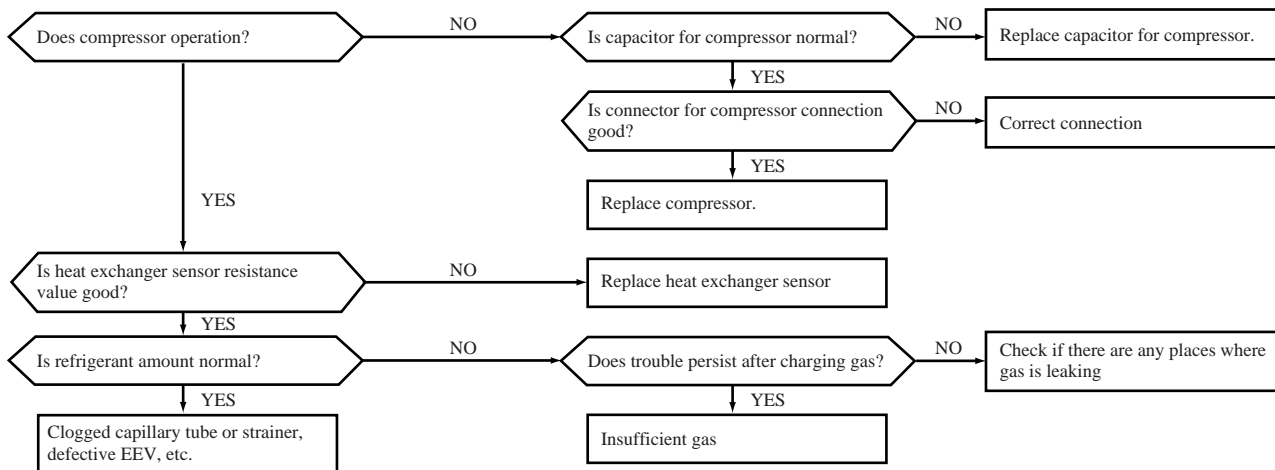 Does compressor operation?
NO
Is capacitor for compressor normal?
NO
Replace capacitor for compressor.
YES
Is connector for compressor connection
good?
NO
Correct connection
YES
Replace compressor.
YES
Is heat exchanger sensor resistance
value good?
NO
Replace heat exchanger sensor
YES
Is refrigerant amount normal?
NO
Does trouble persist after charging gas?
NO
Check if there are any places where
gas is leaking
YES
Clogged capillary tube or strainer,
defective EEV, etc.
YES
Insufficient gas